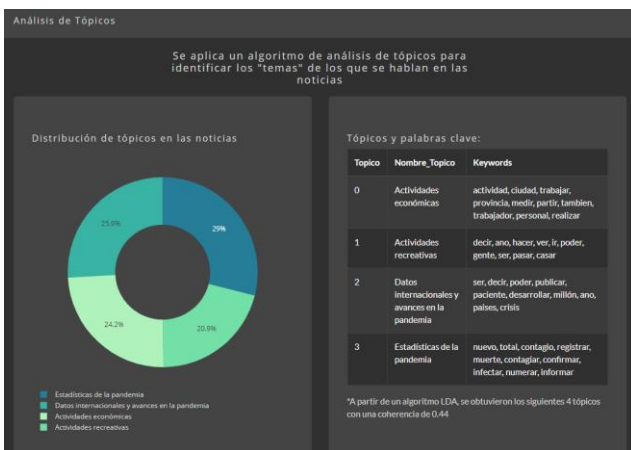 Análisis de Tópicos
Se aplica un algoritmo de análisis de tópicos para
identificar los "temas" de los que se hablan en las
noticias
Distribución de tópicos en las noticias
29%
25.9%
24.2%
20.9%
Estadísticas de la pandemia
Datos internacionales y avances en la pandemia
Actividades económicas
Actividades recreativas
Tópicos y palabras clave:
Topico Nombre_Topico Keywords
0 Actividades económicas actividad, ciudad, trabajar, provincia, medir, partir, tambien, trabajador, personal, realizar
1 Actividades recreativas decir, ano, hacer, ver, ir, poder, gente, ser, pasar, casar
2 Datos internacionales y avances en la pandemia ser, decir, poder, publicar, paciente, desarrollar, millón, ano, países, crisis
3 Estadísticas de la pandemia nuevo, total, contagio, registrar, muerte, contagiar, confirmar, infectar, numerar, informar
*A partir de un algoritmo LDA, se obtuvieron los siguientes 4 tópicos
con una coherencia de 0.44